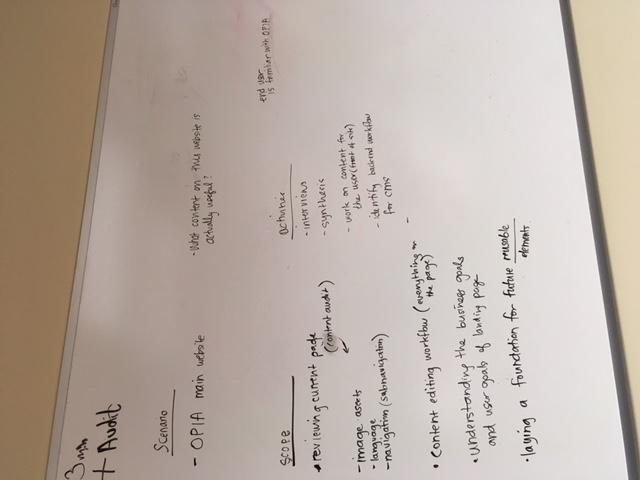 3 min
+ Audit
Scenario
- OPIA main website
- What content on this website is
actually useful?
end user
is familiar with OPIA
Scope
• reviewing current page
(content audit)
- image assets
- language
- navigation (subnavigation)
• Content editing workflow (everything on
the page)
• understanding the business goals
and user goals of landing page
• laying a foundation for future reusable
elements
activities
- interviews
- synthesis
- work on content for
the user (front of site)
- identify backend workflow
for CMS
-